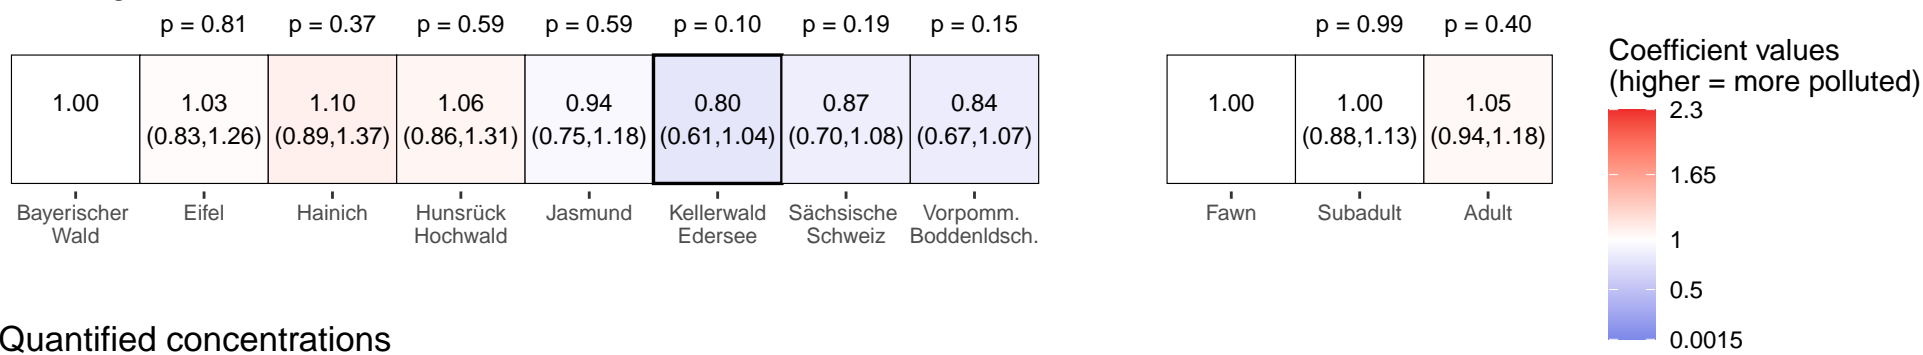 p = 0.81 p = 0.37 p = 0.59 p = 0.59 p = 0.10 p = 0.19 p = 0.15
1.00 1.03 1.10 1.06 0.94 0.80 0.87 0.84
(0.83,1.26) (0.89,1.37) (0.86,1.31) (0.75,1.18) (0.61,1.04) (0.70,1.08) (0.67,1.07)
Bayerischer Eifel Hainich Hunsrück Jasmund Kellerwald Sächsische Vorpomm.
Wald Hochwald Edersee Schweiz Boddenldsch.
p = 0.99 p = 0.40
1.00 1.00 1.05
(0.88,1.13) (0.94,1.18)
Fawn Subadult Adult
Coefficient values
(higher = more polluted)
2.3
1.65
1
0.5
0.0015
Quantified concentrations